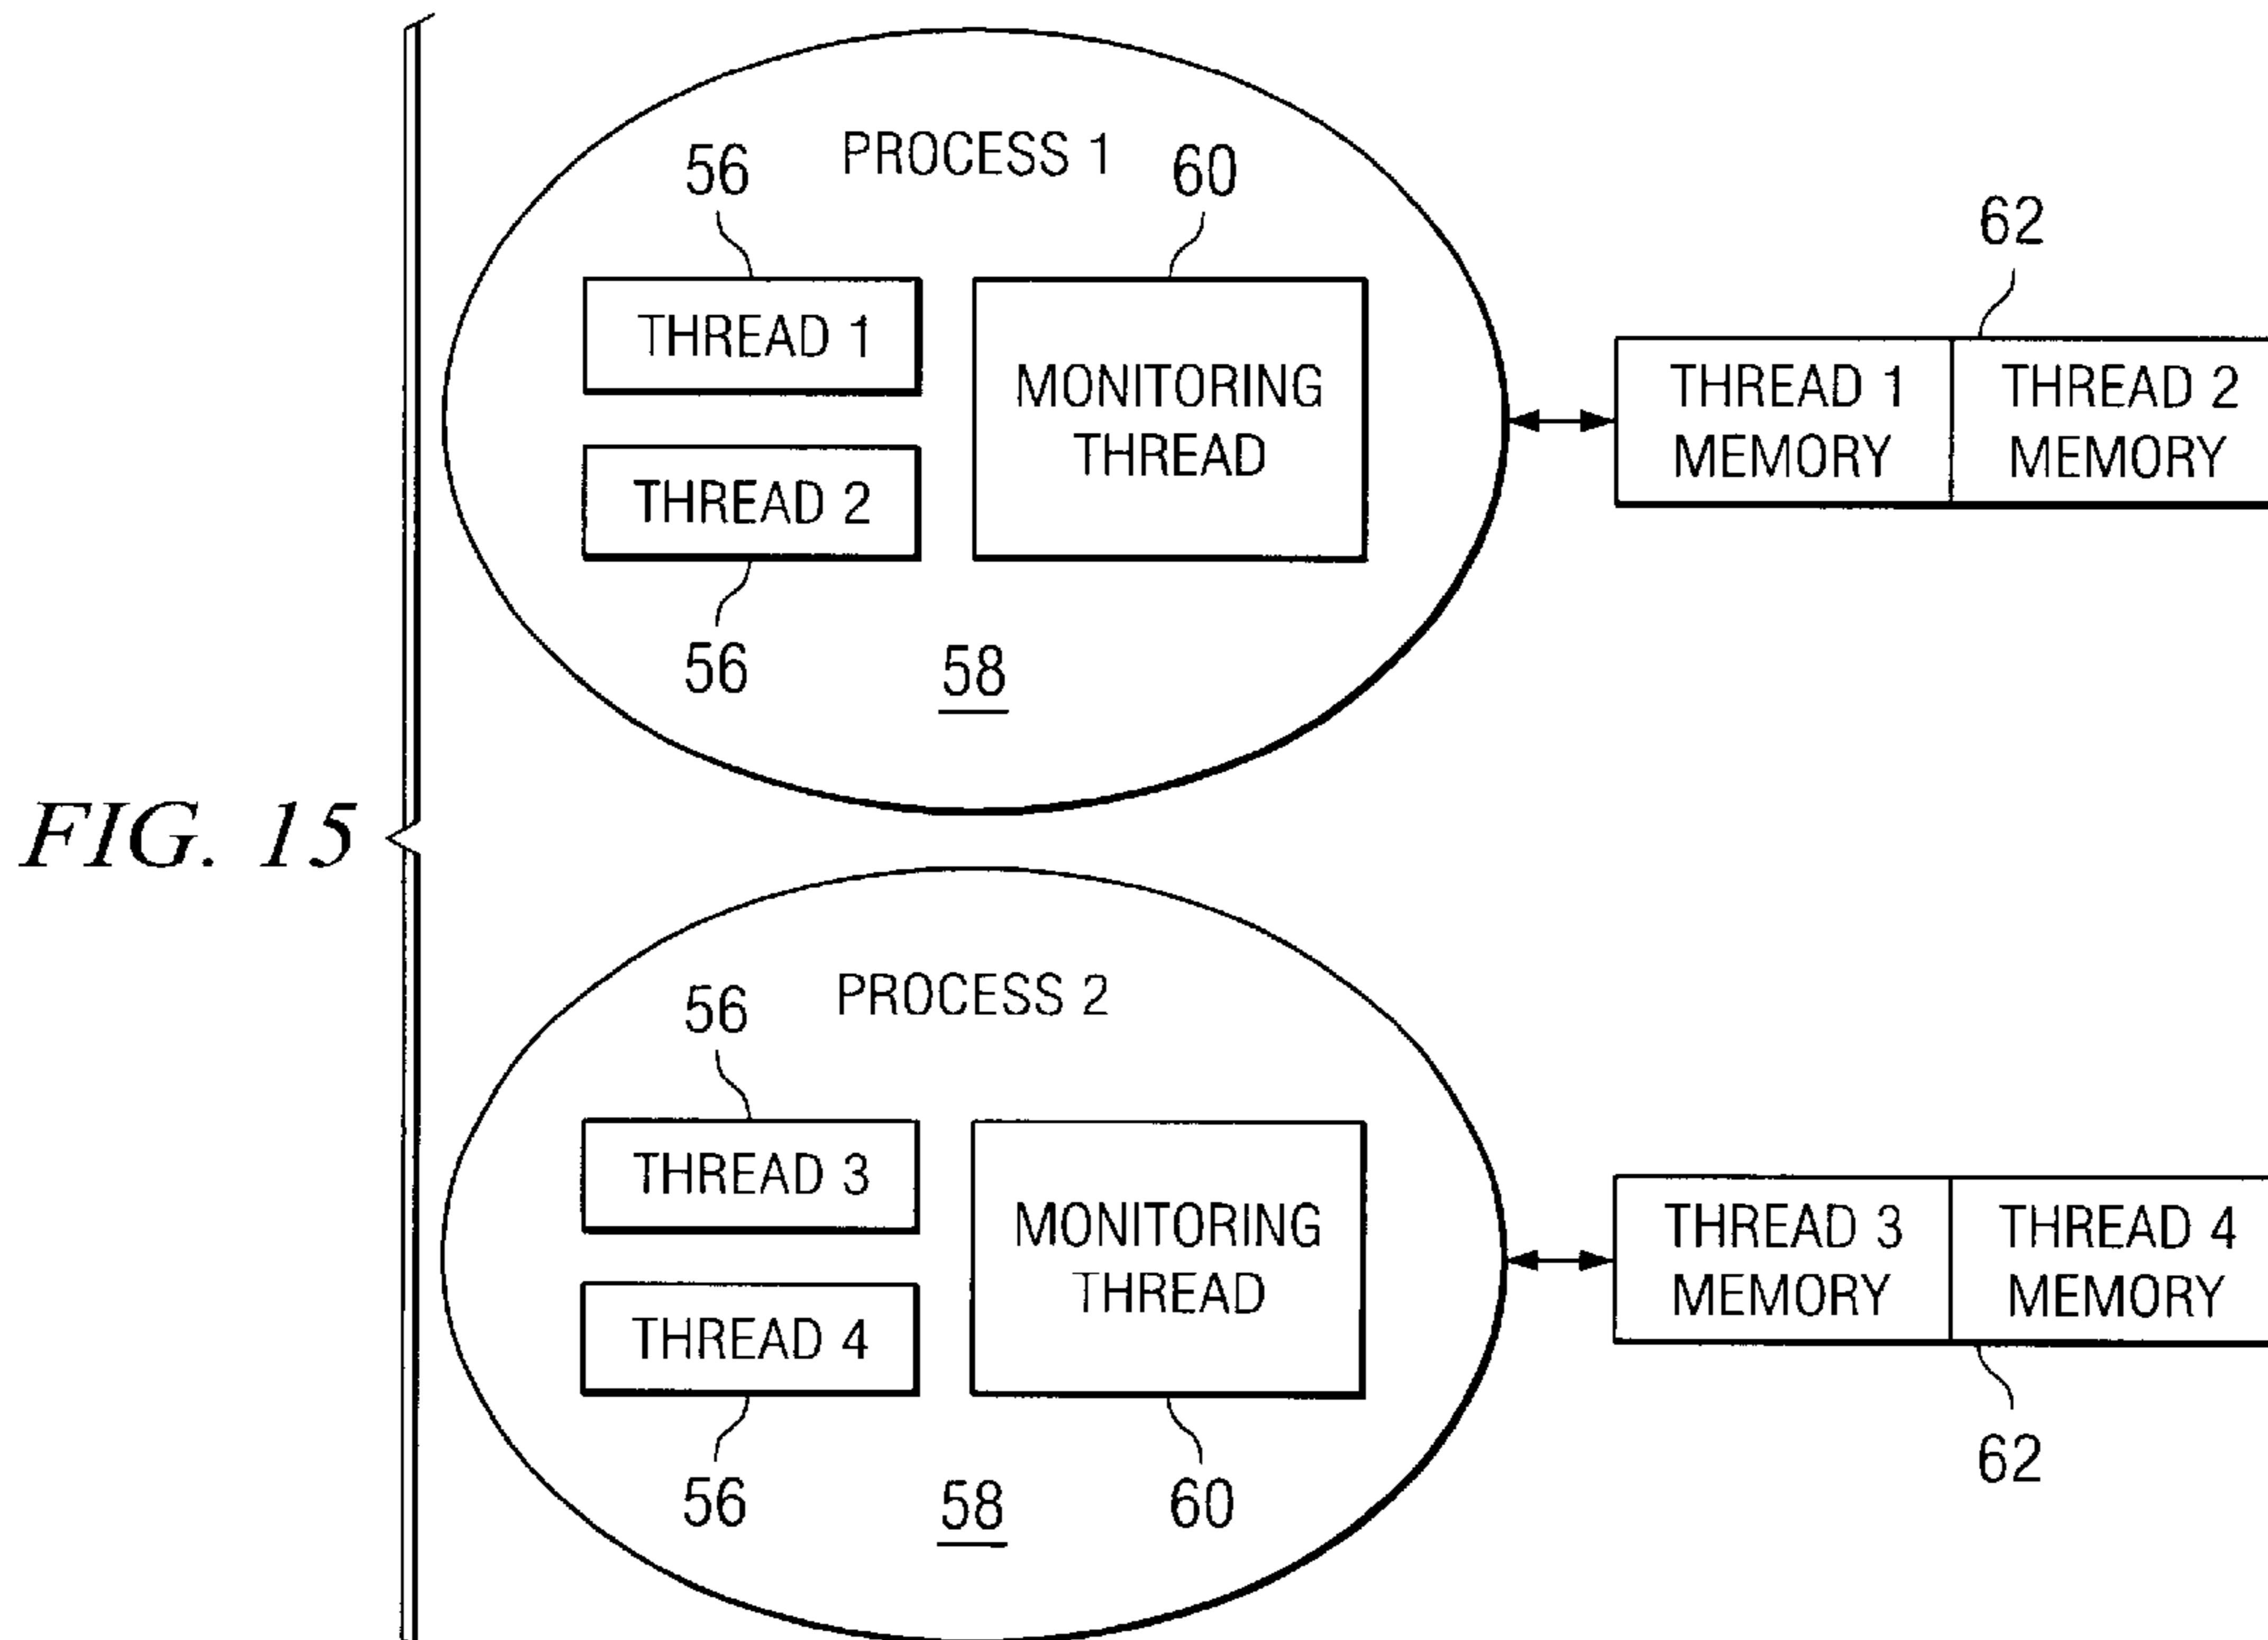 PROCESS 1
56
60
62
THREAD 1
MONITORING
THREAD
THREAD 2
THREAD 1
MEMORY
THREAD 2
MEMORY
56
58
FIG. 15
PROCESS 2
56
THREAD 3
MONITORING
THREAD
THREAD 4
THREAD 3
MEMORY
THREAD 4
MEMORY
56
58
60
62